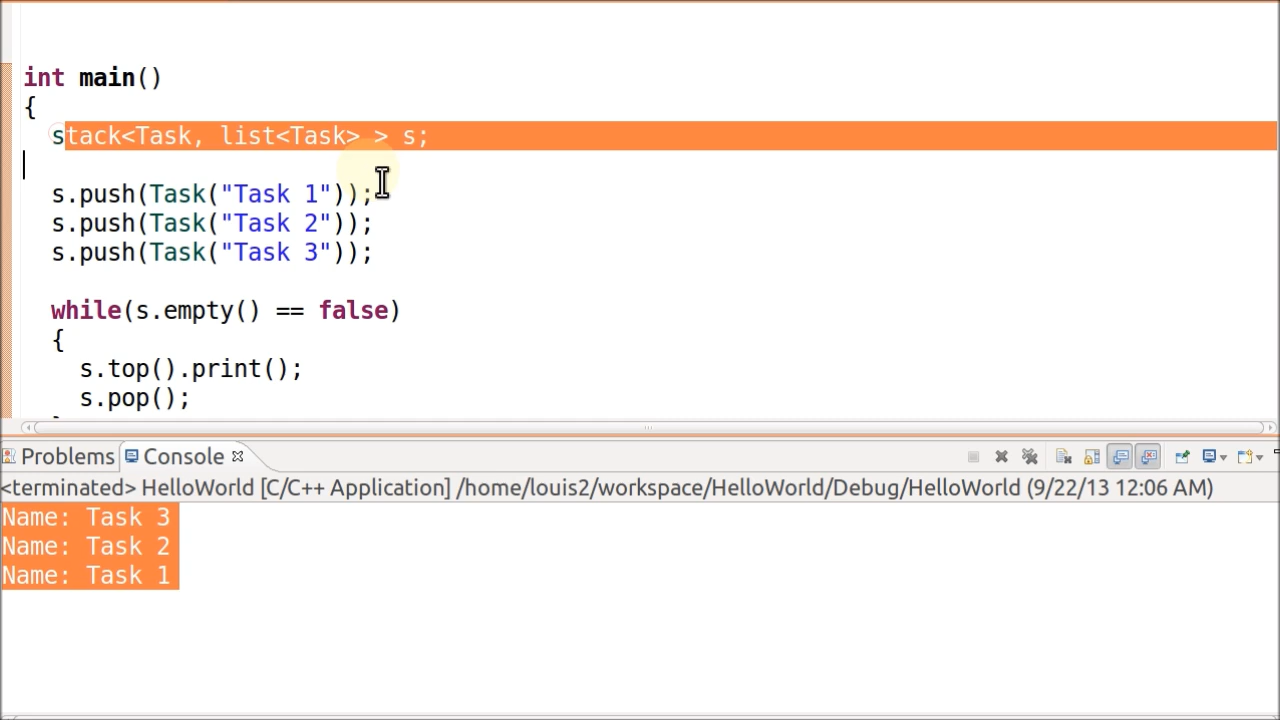 int main()
{
  stack<Task, list<Task> > s;

  s.push(Task("Task 1"));
  s.push(Task("Task 2"));
  s.push(Task("Task 3"));

  while(s.empty() == false)
  {
    s.top().print();
    s.pop();
Problems Console
<terminated> HelloWorld [C/C++ Application] /home/louis2/workspace/HelloWorld/Debug/HelloWorld (9/22/13 12:06 AM)
Name: Task 3
Name: Task 2
Name: Task 1